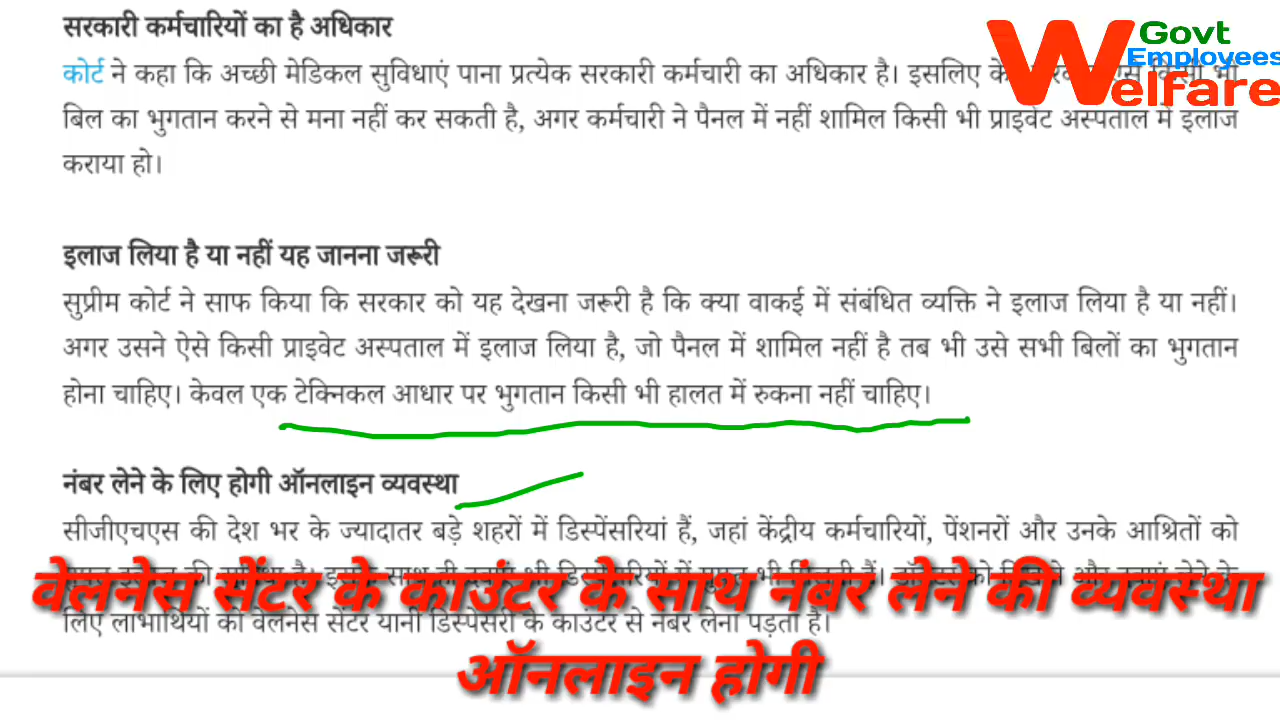 सरकारी कर्मचारियों का है अधिकार
Govt
Employees
Welfare
कोर्ट ने कहा कि अच्छी मेडिकल सुविधाएं पाना प्रत्येक सरकारी कर्मचारी का अधिकार है। इसलिए
बिल का भुगतान करने से मना नहीं कर सकती है, अगर कर्मचारी ने पैनल में नहीं शामिल किसी भी प्राइवेट अस्पताल में इलाज
कराया हो।
इलाज लिया है या नहीं यह जानना जरूरी
सुप्रीम कोर्ट ने साफ किया कि सरकार को यह देखना जरूरी है कि क्या वाकई में संबंधित व्यक्ति ने इलाज लिया है या नहीं।
अगर उसने ऐसे किसी प्राइवेट अस्पताल में इलाज लिया है, जो पैनल में शामिल नहीं है तब भी उसे सभी बिलों का भुगतान
होना चाहिए। केवल एक टेक्निकल आधार पर भुगतान किसी भी हालत में रुकना नहीं चाहिए।
नंबर लेने के लिए होगी ऑनलाइन व्यवस्था
सीजीएचएस की देश भर के ज्यादातर बड़े शहरों में डिस्पेंसरियां हैं, जहां केंद्रीय कर्मचारियों, पेंशनरों और उनके आश्रितों को
वेलनेस सेंटर के काउंटर के साथ नंबर लेने की व्यवस्था
लिए लाभार्थियों को वेलनेस सेंटर यानी डिस्पेंसरी के काउंटर से नंबर लेना पड़ता है।
ऑनलाइन होगी